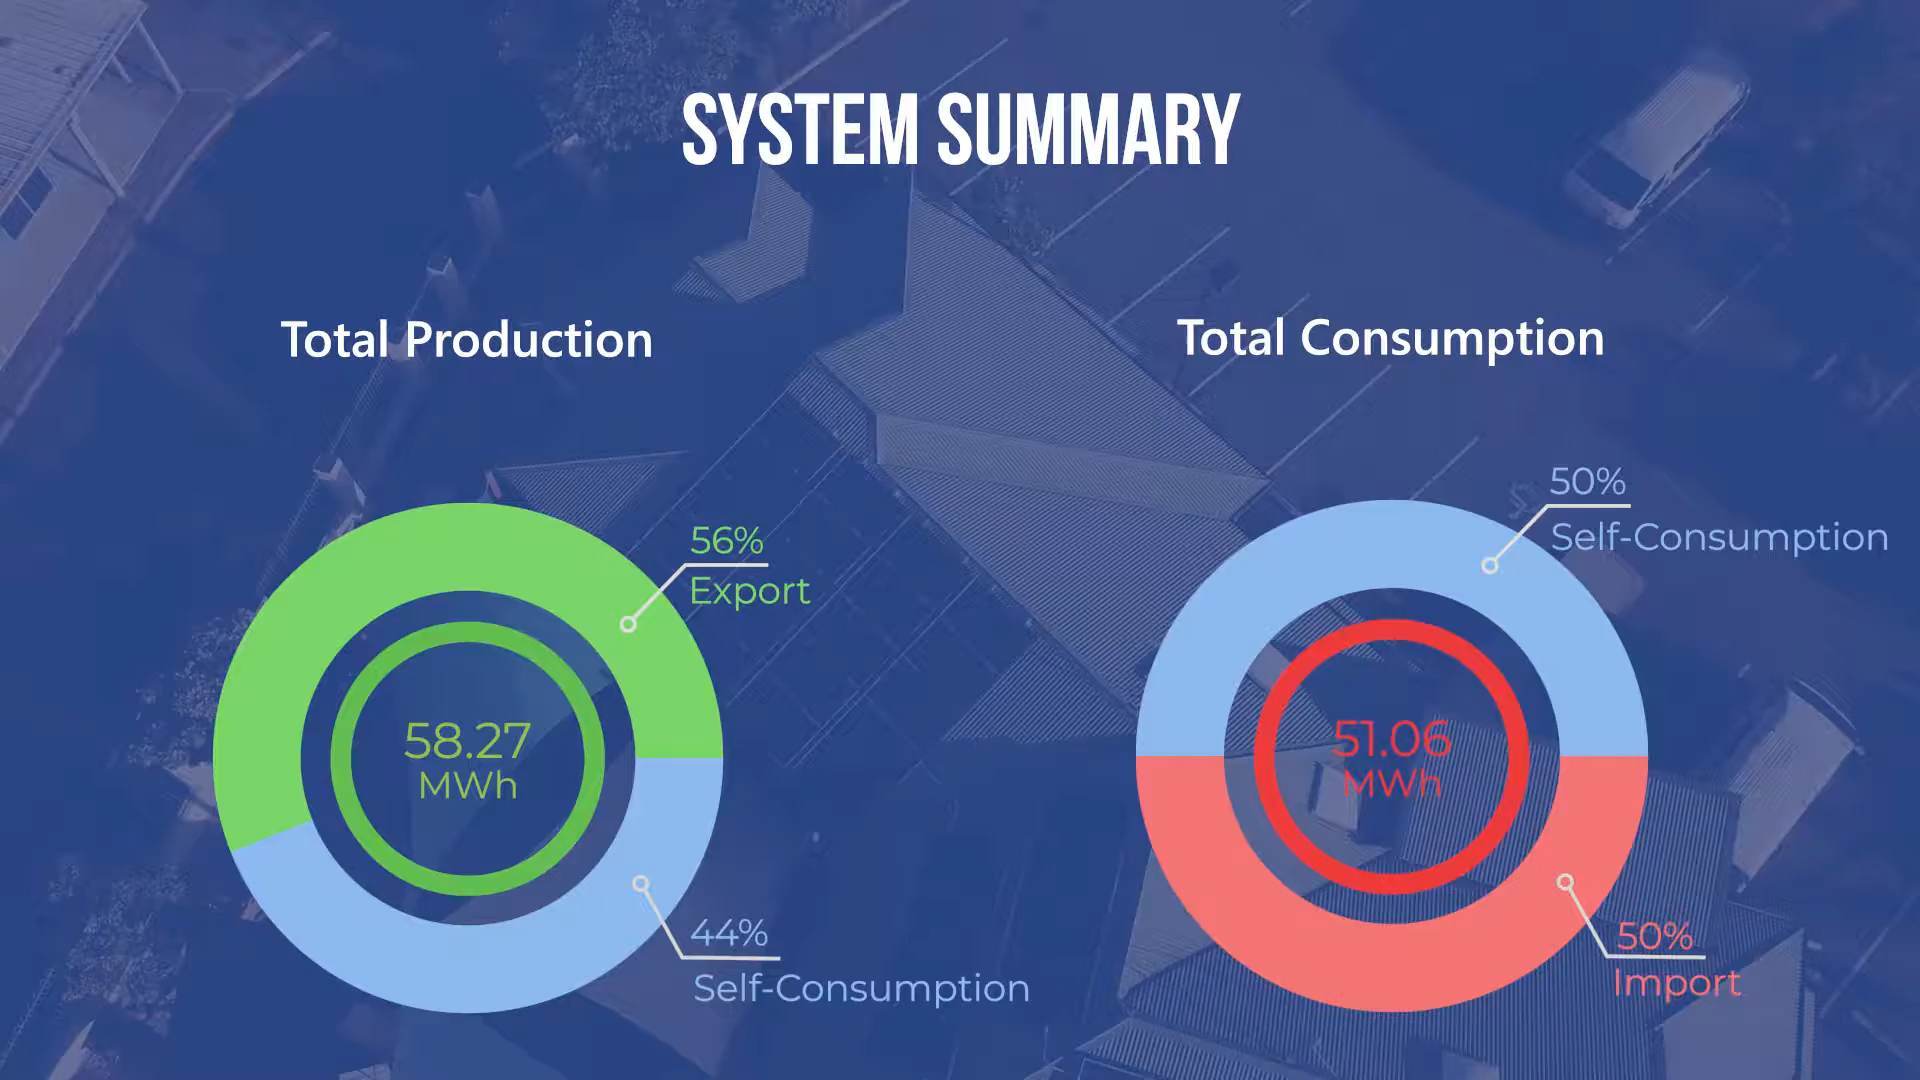 SYSTEM SUMMARY
Total Production
56%
Export
58.27
MWh
44%
Self-Consumption
Total Consumption
50%
Self-Consumption
51.06
MWh
50%
Import